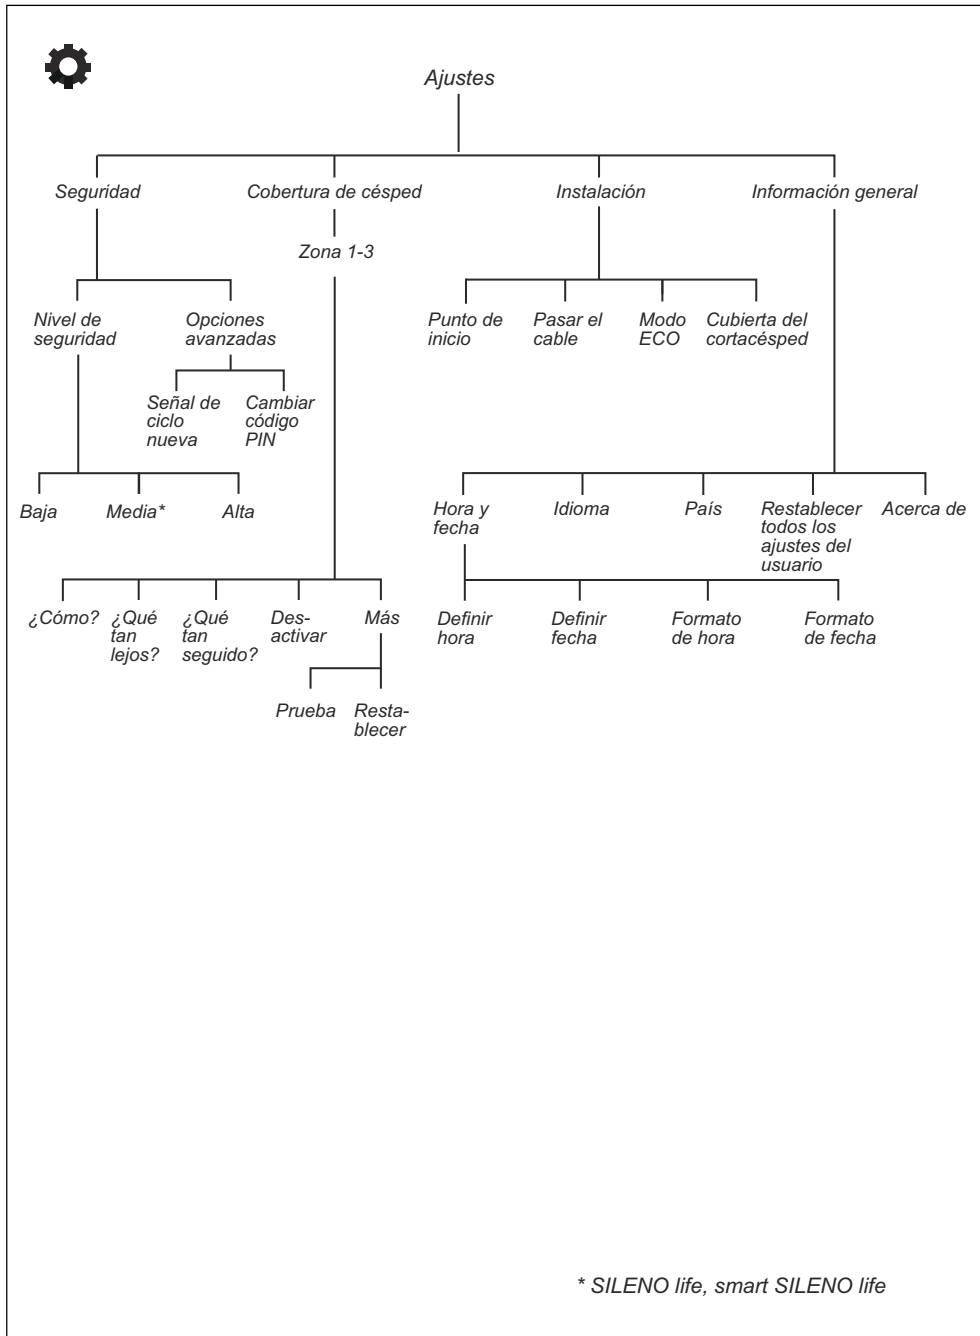 Ajustes
Seguridad
Cobertura de césped
Instalación
Información general
Zona 1-3
Nivel de
seguridad
Opciones
avanzadas
Punto de
inicio
Pasar el
cable
Modo
ECO
Cubierta del
cortacésped
Señal de
ciclo
nueva
Cambiar
código
PIN
Baja
Media*
Alta
Hora y
fecha
Idioma
País
Restablecer
todos los
ajustes del
usuario
Acerca de
¿Cómo?
¿Qué
tan
lejos?
¿Qué
tan
seguido?
Des-
activar
Más
Definir
hora
Definir
fecha
Formato
de hora
Formato
de fecha
Prueba
Resta-
blecer
* SILENO life, smart SILENO life